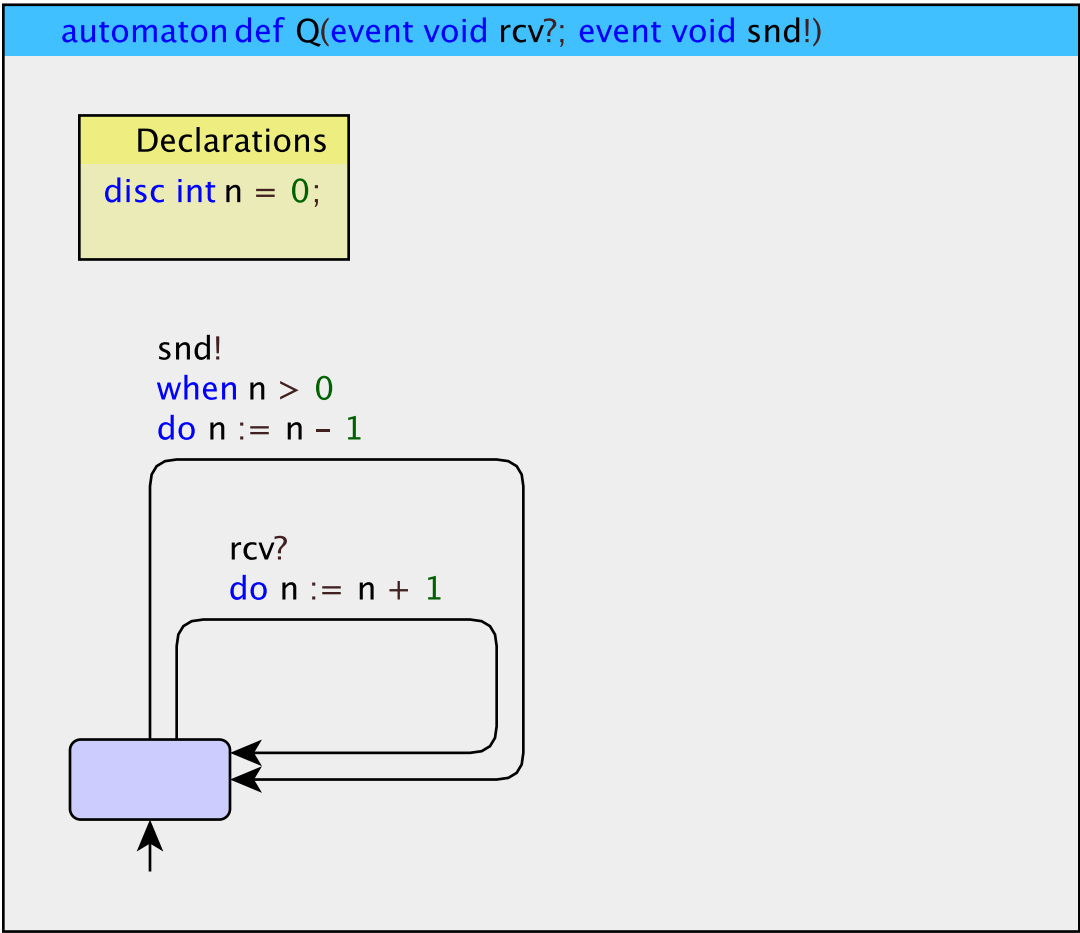 automaton def Q(event void rcv?; event void snd!)
Declarations
disc int n = 0;
snd!
when n > 0
do n := n – 1
rcv?
do n := n + 1